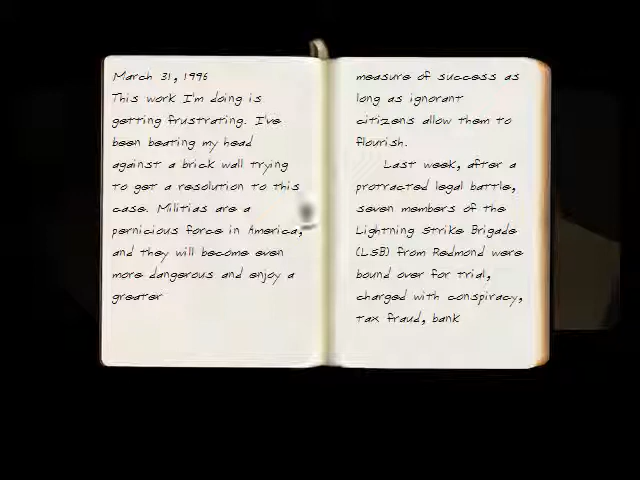 March 31, 1996
This work I'm doing is
getting frustrating. I've
been beating my head
against a brick wall trying
to get a resolution to this
case. Militias are a
pernicious force in America,
and they will become even
more dangerous and enjoy a
greater
measure of success as
long as ignorant
citizens allow them to
flourish.
Last week, after a
protracted legal battle,
seven members of the
Lightning Strike Brigade
(LSB) from Redmond were
bound over for trial,
charged with conspiracy,
tax fraud, bank